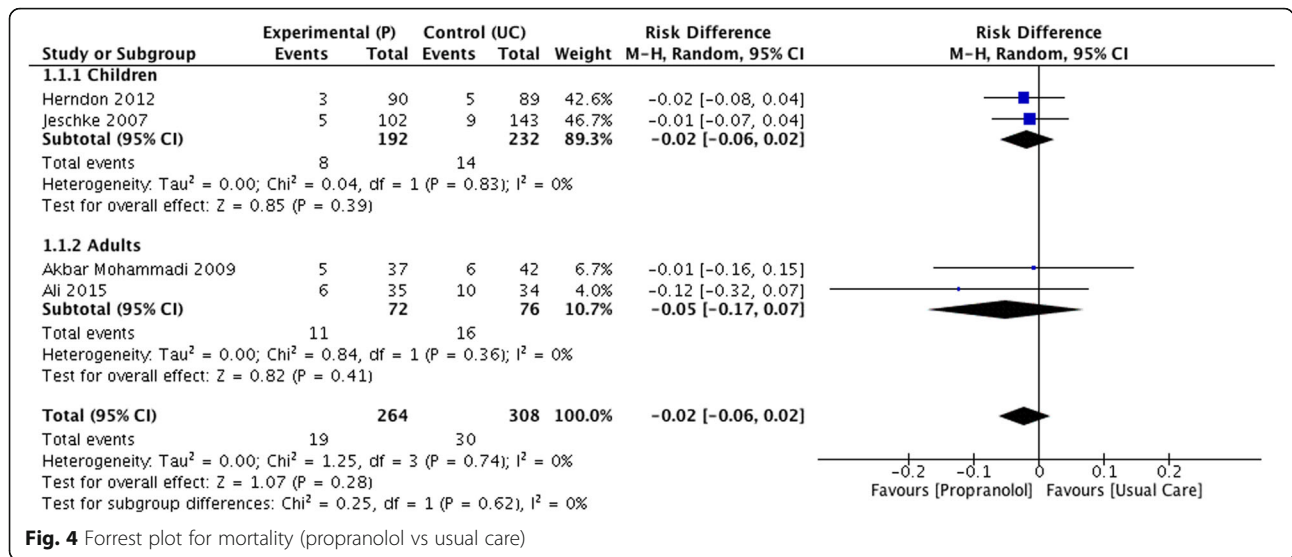 Experimental (P) Control (UC) Risk Difference Risk Difference
Study or Subgroup Events Total Events Total Weight M-H, Random, 95% CI M-H, Random, 95% CI
1.1.1 Children
Herndon 2012 3 90 5 89 42.6% -0.02 [-0.08, 0.04]
Jeschke 2007 5 102 9 143 46.7% -0.01 [-0.07, 0.04]
Subtotal (95% CI) 192 232 89.3% -0.02 [-0.06, 0.02]
Total events 8 14
Heterogeneity: Tau² = 0.00; Chi² = 0.04, df = 1 (P = 0.83); I² = 0%
Test for overall effect: Z = 0.85 (P = 0.39)
1.1.2 Adults
Akbar Mohammadi 2009 5 37 6 42 6.7% -0.01 [-0.16, 0.15]
Ali 2015 6 35 10 34 4.0% -0.12 [-0.32, 0.07]
Subtotal (95% CI) 72 76 10.7% -0.05 [-0.17, 0.07]
Total events 11 16
Heterogeneity: Tau² = 0.00; Chi² = 0.84, df = 1 (P = 0.36); I² = 0%
Test for overall effect: Z = 0.82 (P = 0.41)
Total (95% CI) 264 308 100.0% -0.02 [-0.06, 0.02]
Total events 19 30
Heterogeneity: Tau² = 0.00; Chi² = 1.25, df = 3 (P = 0.74); I² = 0%
Test for overall effect: Z = 1.07 (P = 0.28)
Test for subgroup differences: Chi² = 0.25, df = 1 (P = 0.62), I² = 0%
-0.2 -0.1 0 0.1 0.2
Favours [Propranolol] Favours [Usual Care]
Fig. 4 Forrest plot for mortality (propranolol vs usual care)